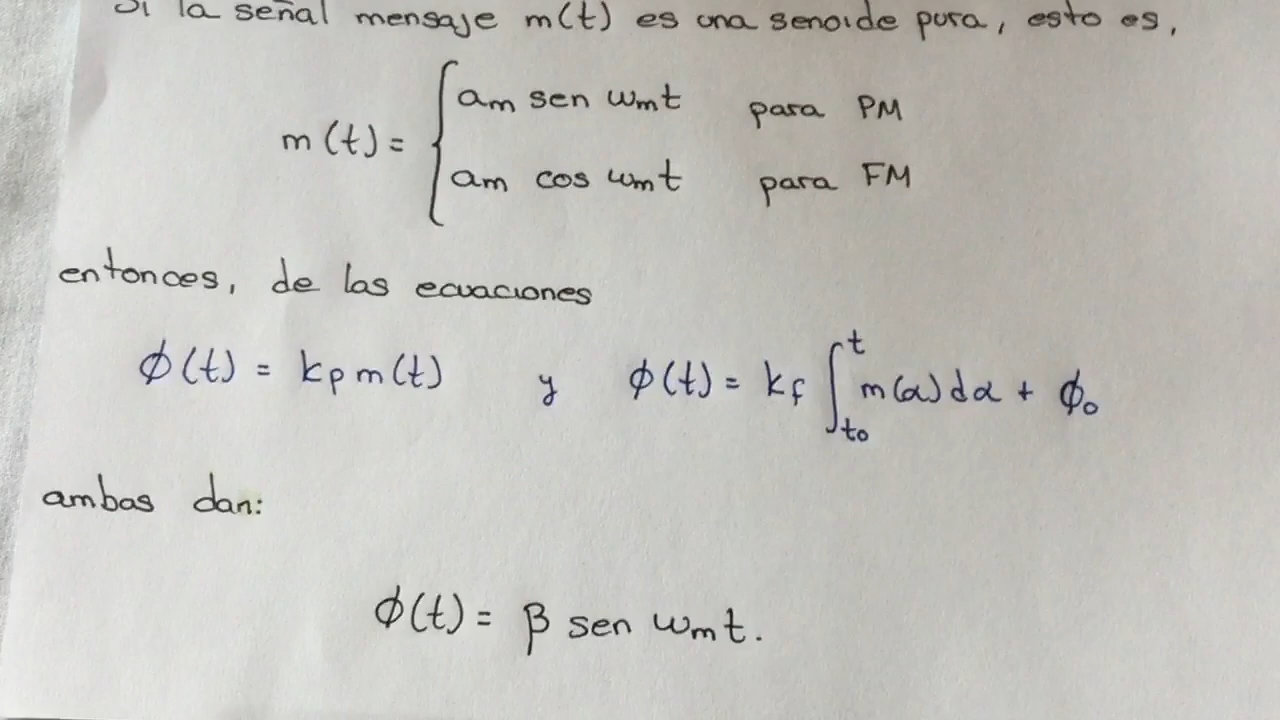 Si la señal mensaje m(t) es una senoide pura, esto es,
m(t) = { am sen ωmt para PM
am cos ωmt para FM
entonces, de las ecuaciones
ϕ(t) = kp m(t) y ϕ(t) = kf ∫_{to}^{t} m(α) dα + ϕ₀
ambas dan:
ϕ(t) = β sen ωmt.